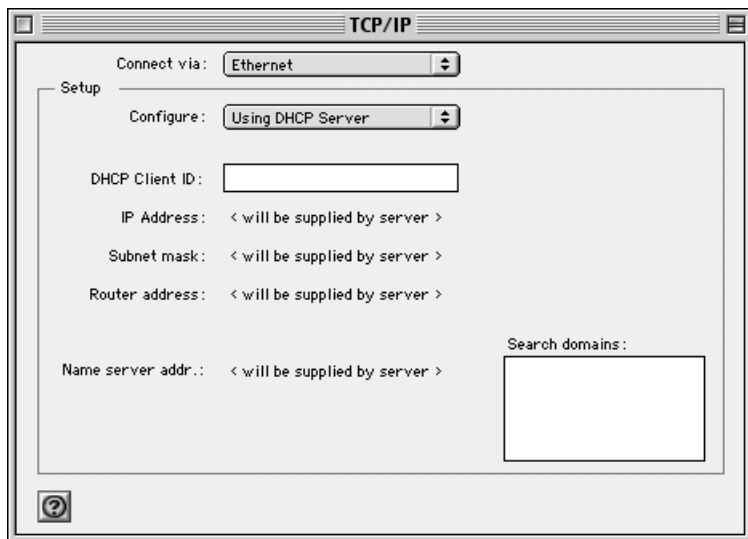 TCP/IP
Connect via: Ethernet
Setup
Configure: Using DHCP Server
DHCP Client ID:
IP Address: < will be supplied by server >
Subnet mask: < will be supplied by server >
Router address: < will be supplied by server >
Search domains:
Name server addr.: < will be supplied by server >
?